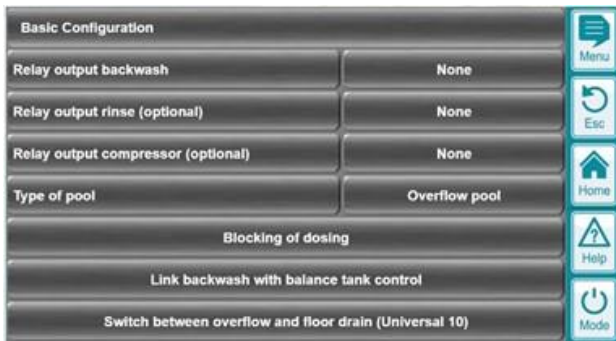 Basic Configuration
Menu
Relay output backwash None
Relay output rinse (optional) None
Esc
Relay output compressor (optional) None
Home
Type of pool Overflow pool
Blocking of dosing
Help
Link backwash with balance tank control
Switch between overflow and floor drain (Universal 10)
Mode